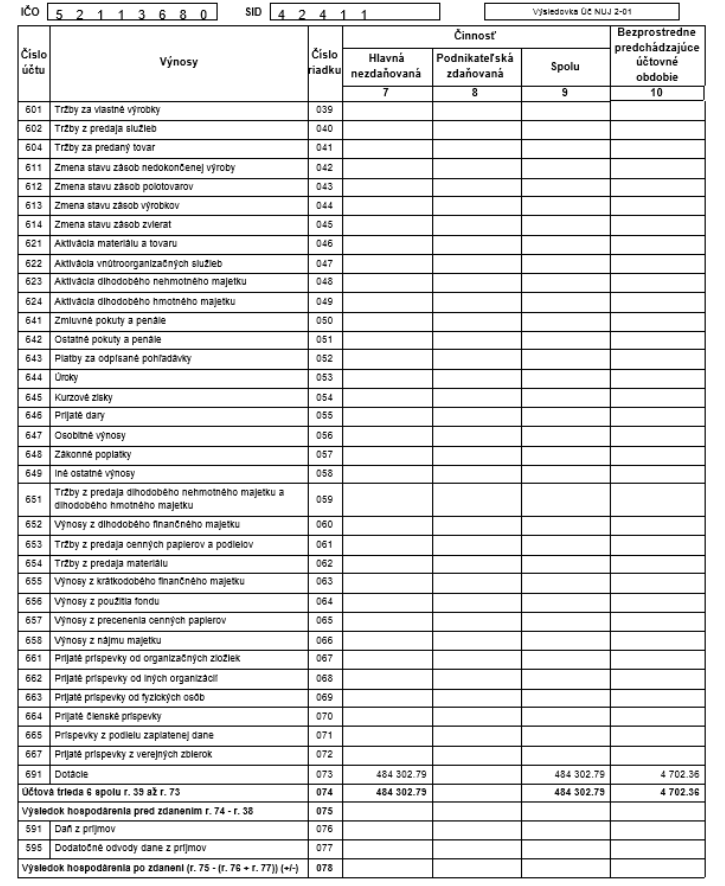 IČO 5 2 1 1 3 6 8 0 SID 4 2 4 1 1 Výsledovka Úč NUJ 2-01
Číslo účtu Výnosy Číslo riadku Činnosť Bezprostredne predchádzajúce účtovné obdobie
Hlavná nezdaňovaná Podnikateľská zdaňovaná Spolu
7 8 9 10
601 Tržby za vlastné výrobky 039
602 Tržby z predaja služieb 040
604 Tržby za predaný tovar 041
611 Zmena stavu zásob nedokončenej výroby 042
612 Zmena stavu zásob polotovarov 043
613 Zmena stavu zásob výrobkov 044
614 Zmena stavu zásob zvierat 045
621 Aktivácia materiálu a tovaru 046
622 Aktivácia vnútroorganizačných služieb 047
623 Aktivácia dlhodobého nehmotného majetku 048
624 Aktivácia dlhodobého hmotného majetku 049
641 Zmluvné pokuty a penále 050
642 Ostatné pokuty a penále 051
643 Platby za odpísané pohľadávky 052
644 Úroky 053
645 Kurzové zisky 054
646 Prijaté dary 055
647 Osobitné výnosy 056
648 Zákonné poplatky 057
649 Iné ostatné výnosy 058
651 Tržby z predaja dlhodobého nehmotného majetku a
dlhodobého hmotného majetku 059
652 Výnosy z dlhodobého finančného majetku 060
653 Tržby z predaja cenných papierov a podielov 061
654 Tržby z predaja materiálu 062
655 Výnosy z krátkodobého finančného majetku 063
656 Výnosy z použitia fondu 064
657 Výnosy z precenenia cenných papierov 065
658 Výnosy z nájmu majetku 066
661 Prijaté príspevky od organizačných zložiek 067
662 Prijaté príspevky od iných organizácií 068
663 Prijaté príspevky od fyzických osôb 069
664 Prijaté členské príspevky 070
665 Príspevky z podielu zaplatenej dane 071
667 Prijaté príspevky z verejných zbierok 072
691 Dotácie 073 484 302.79 484 302.79 4 702.36
Účtová trieda 6 spolu r. 39 až r. 73 074 484 302.79 484 302.79 4 702.36
Výsledok hospodárenia pred zdanením r. 74 - r. 38 075
591 Daň z príjmov 076
595 Dodatočné odvody dane z príjmov 077
Výsledok hospodárenia po zdanení (r. 75 - (r. 76 + r. 77)) (+/-) 078